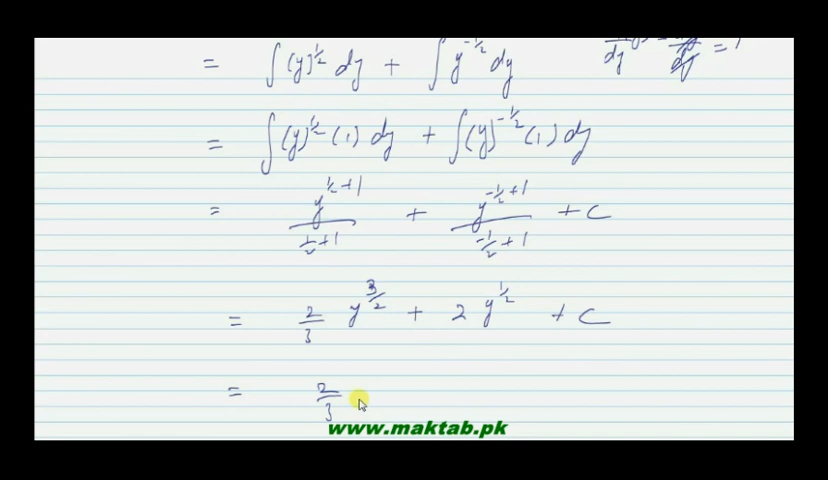 = ∫(y)^{1/2} dy + ∫ y^{-1/2} dy
= ∫(y)^{1/2} (1) dy + ∫(y)^{-1/2} (1) dy
= y^{1/2+1} / (1/2+1) + y^{-1/2+1} / (-1/2+1) + C
= 2/3 y^{3/2} + 2 y^{1/2} + C
= 2/3
www.maktab.pk